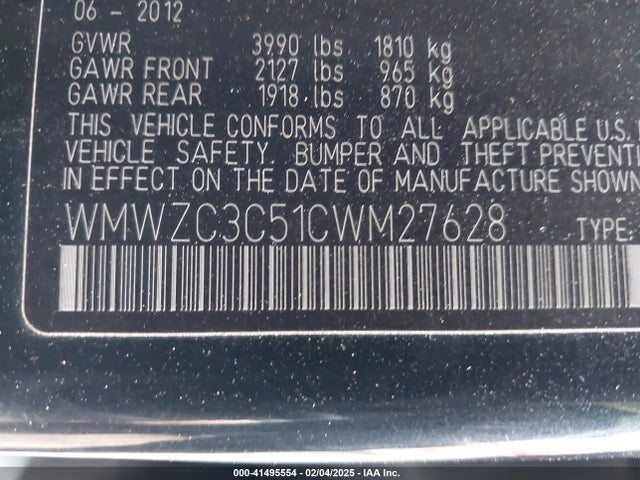 06 - 2012
GVWR 3990 lbs 1810 kg
GAWR FRONT 2127 lbs 965 kg
GAWR REAR 1918 lbs 870 kg
THIS VEHICLE CONFORMS TO ALL APPLICABLE U.S.
VEHICLE SAFETY, BUMPER AND THEFT PREVENTI
IN EFFECT ON THE DATE OF MANUFACTURE SHOWN
WMWZC3C51CWM27628 TYPE:
000-41495554 - 02/04/2025 - IAA Inc.